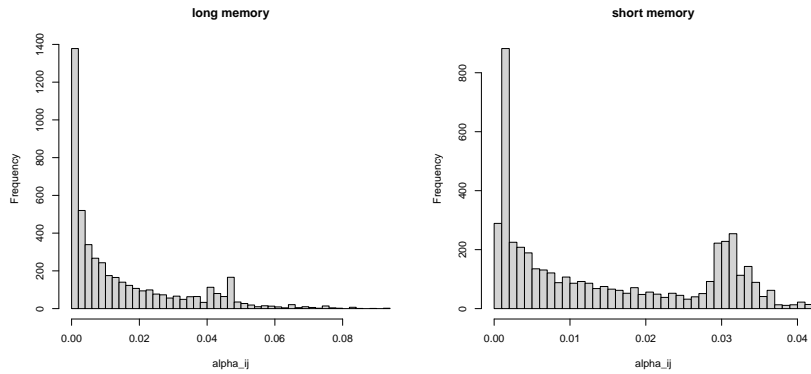 long memory
Frequency
0 200 400 600 800 1000 1200 1400
0.00 0.02 0.04 0.06 0.08
alpha_ij
short memory
Frequency
0 200 400 600 800
0.00 0.01 0.02 0.03 0.04
alpha_ij